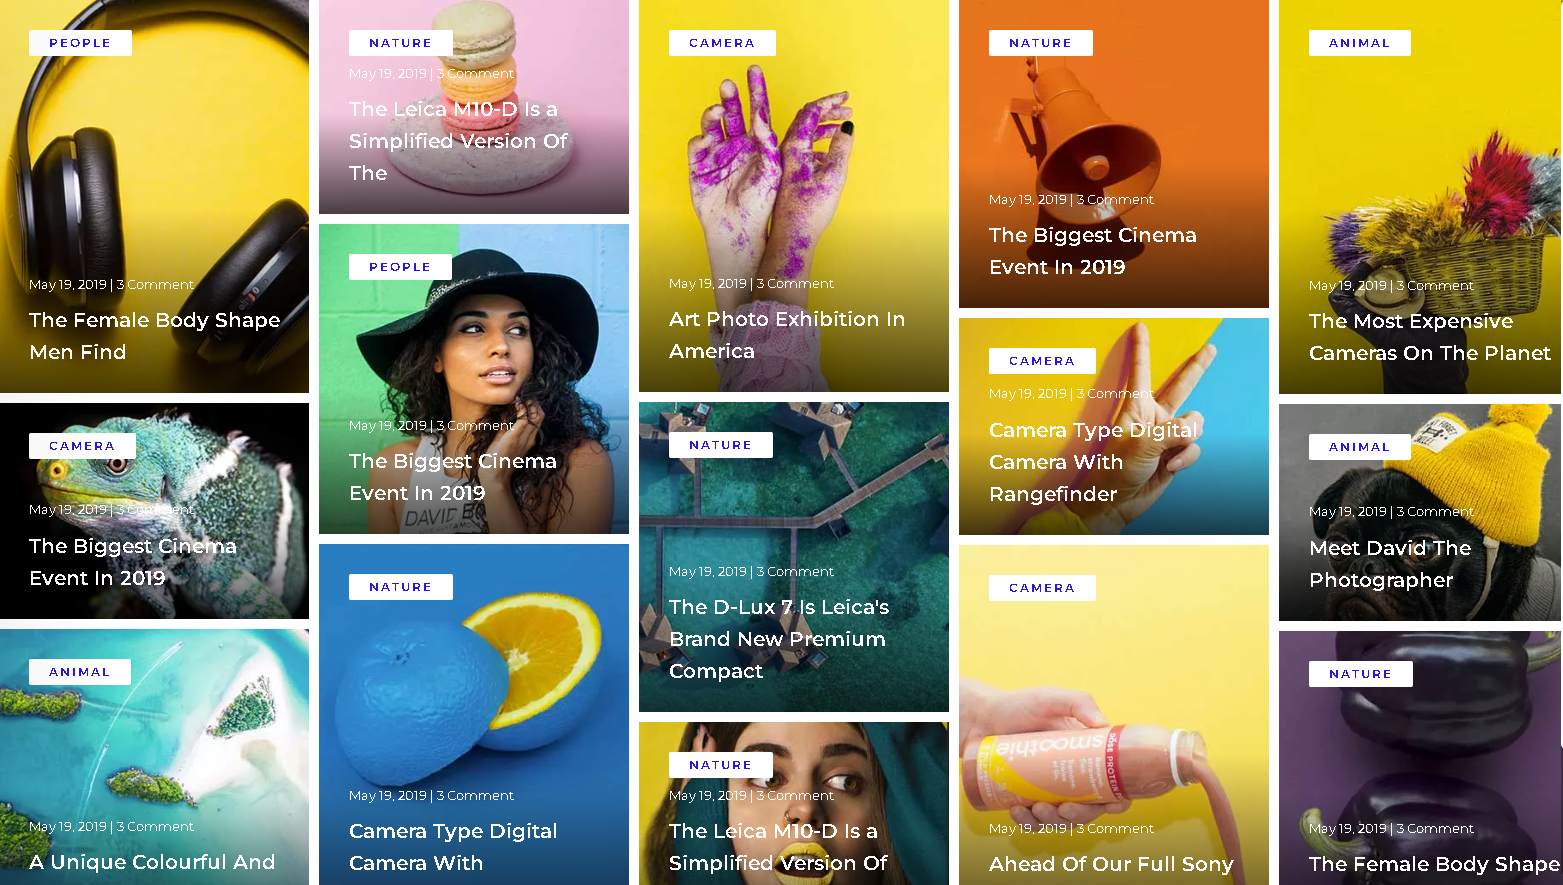 PEOPLE
May 19, 2019 | 3 Comment
The Female Body Shape
Men Find
CAMERA
May 19, 2019 | 3 Comment
The Biggest Cinema
Event In 2019
ANIMAL
May 19, 2019 | 3 Comment
A Unique Colourful And
NATURE
May 19, 2019 | 3 Comment
The Leica M10-D Is a
Simplified Version Of
The
PEOPLE
May 19, 2019 | 3 Comment
The Biggest Cinema
Event In 2019
DAVID
NATURE
May 19, 2019 | 3 Comment
Camera Type Digital
Camera With
CAMERA
May 19, 2019 | 3 Comment
Art Photo Exhibition In
America
NATURE
May 19, 2019 | 3 Comment
The D-Lux 7 Is Leica's
Brand New Premium
Compact
NATURE
May 19, 2019 | 3 Comment
The Leica M10-D Is a
Simplified Version Of
NATURE
May 19, 2019 | 3 Comment
The Biggest Cinema
Event In 2019
CAMERA
May 19, 2019 | 3 Comment
Camera Type Digital
Camera With
Rangefinder
CAMERA
smoothie
PROTEIN
May 19, 2019 | 3 Comment
Ahead Of Our Full Sony
ANIMAL
May 19, 2019 | 3 Comment
The Most Expensive
Cameras On The Planet
ANIMAL
May 19, 2019 | 3 Comment
Meet David The
Photographer
NATURE
May 19, 2019 | 3 Comment
The Female Body Shape